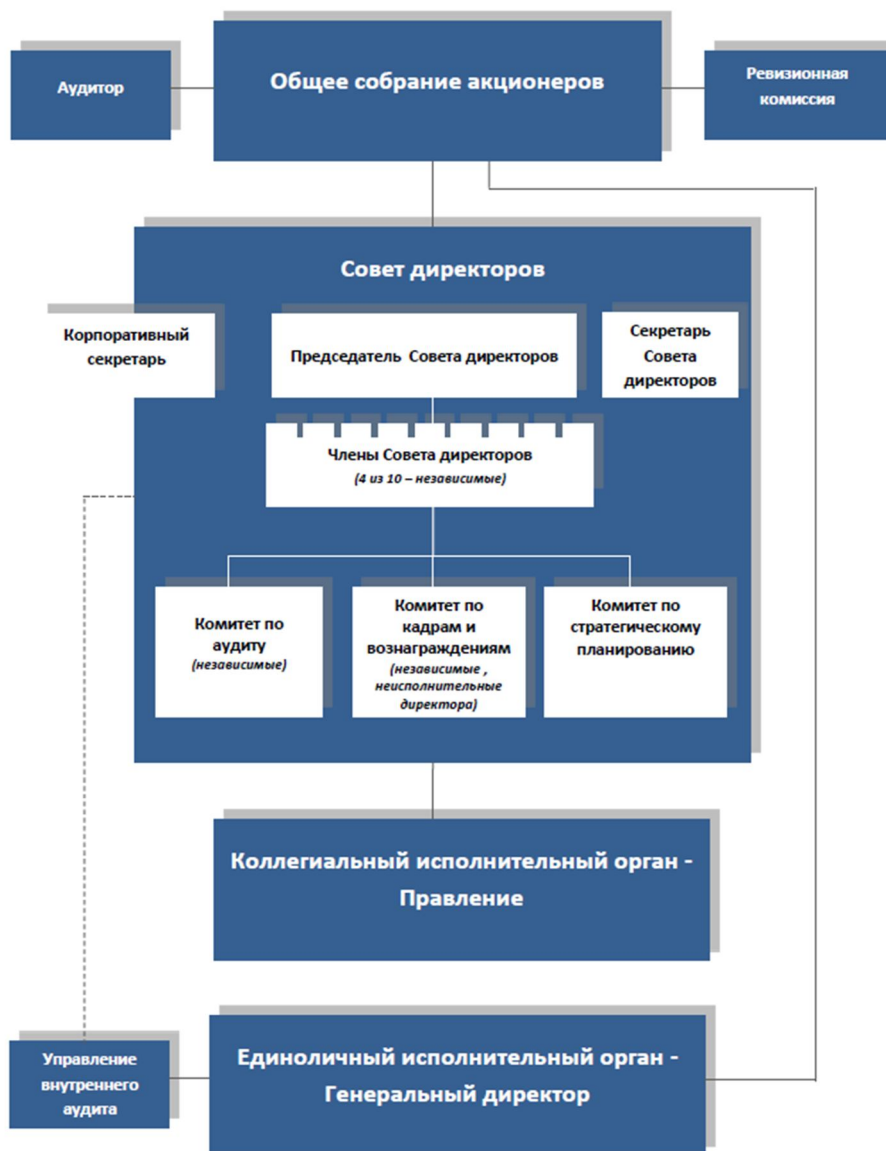 Аудитор
Общее собрание акционеров
Ревизионная
комиссия
Совет директоров
Корпоративный
секретарь
Председатель Совета директоров
Секретарь
Совета
директоров
Члены Совета директоров
(4 из 10 – независимые)
Комитет по
аудиту
(независимые)
Комитет по
кадрам и
вознаграждениям
(независимые ,
неисполнительные
директора)
Комитет по
стратегическому
планированию
Коллегиальный исполнительный орган -
Правление
Управление
внутреннего
аудита
Единоличный исполнительный орган -
Генеральный директор